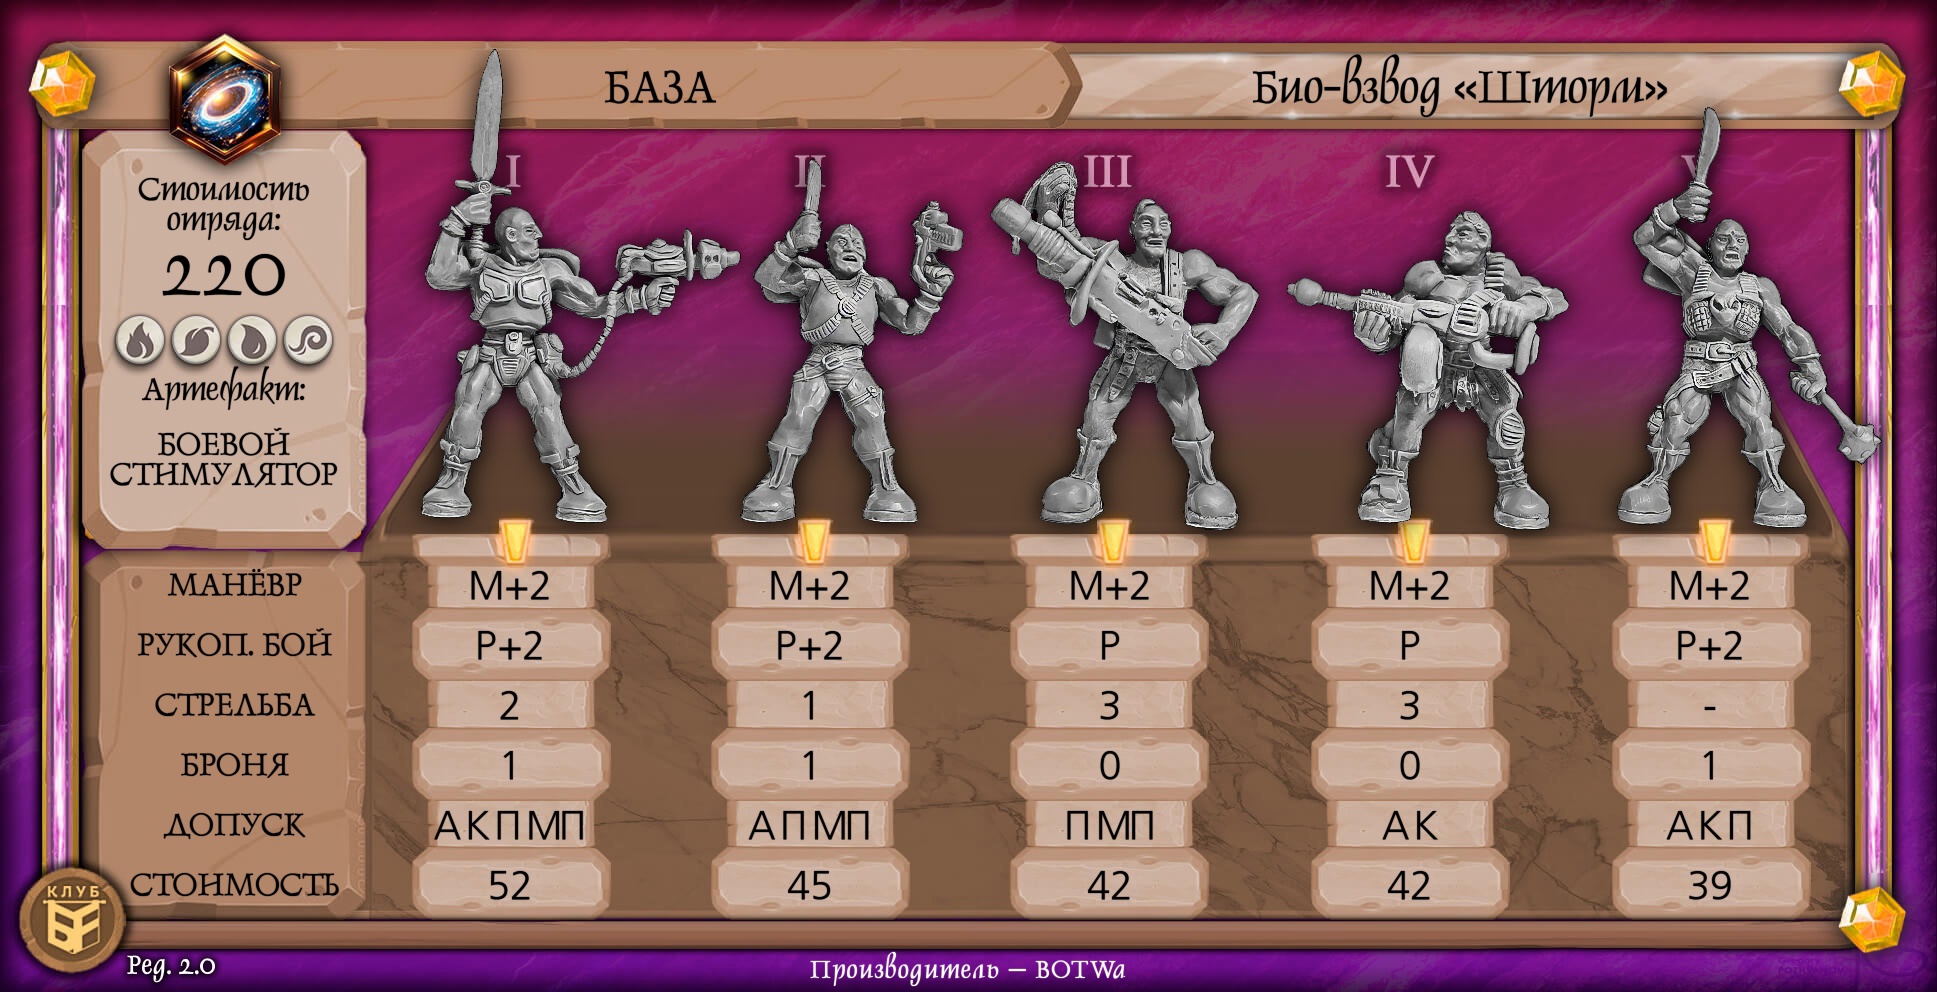 БАЗА
Био-взвод «Шторм»
Стоимость
отряда:
220
Артефакт:
БОЕВОЙ
СТИМУЛЯТОР
I II III IV V
МАНЁВР M+2 M+2 M+2 M+2 M+2
РУКОП. БОЙ P+2 P+2 P P P+2
СТРЕЛЬБА 2 1 3 3 -
БРОНЯ 1 1 0 0 1
ДОПУСК АКПМП АПМП ПМП АК АКП
СТОИМОСТЬ 52 45 42 42 39
КЛУБ
Ред. 2.0
Производитель – BOTWa